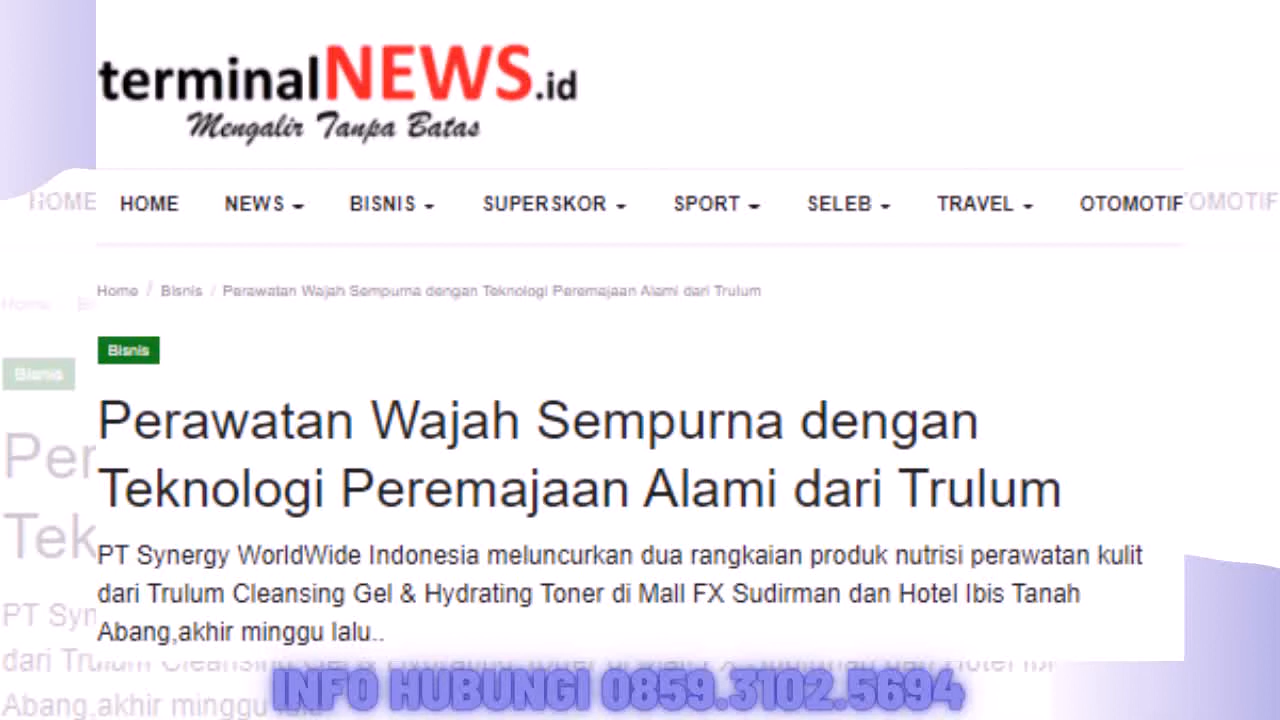 terminalNEWS.id
Mengalir Tanpa Batas
HOME HOME NEWS BISNIS SUPERSKOR SPORT SELEB TRAVEL OTOMOTIF OTOMOTIF
Home / Bisnis / Perawatan Wajah Sempurna dengan Teknologi Peremajaan Alami dari Trulum
Bisnis
Bisnis
Perawatan Wajah Sempurna dengan
Teknologi Peremajaan Alami dari Trulum
PT Synergy WorldWide Indonesia meluncurkan dua rangkaian produk nutrisi perawatan kulit
dari Trulum Cleansing Gel & Hydrating Toner di Mall FX Sudirman dan Hotel Ibis Tanah
Abang,akhir minggu lalu..
INFO HUBUNGI 0859.3102.5694